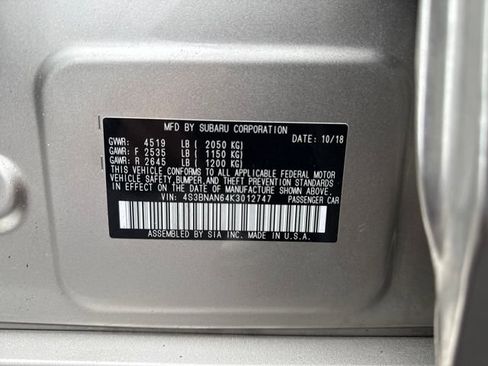 MFD BY SUBARU CORPORATION
GVWR: 4519 LB ( 2050 KG) DATE: 10/18
GAWR: F 2535 LB ( 1150 KG)
GAWR: R 2645 LB ( 1200 KG)
THIS VEHICLE CONFORMS TO ALL APPLICABLE FEDERAL MOTOR
VEHICLE SAFETY,BUMPER,AND THEFT PREVENTION STANDARDS
IN EFFECT ON THE DATE OF MANUFACTURE SHOWN ABOVE.
VIN: 4S3BNAN64K3012747 PASSENGER CAR
ASSEMBLED BY SIA INC. MADE IN U.S.A.